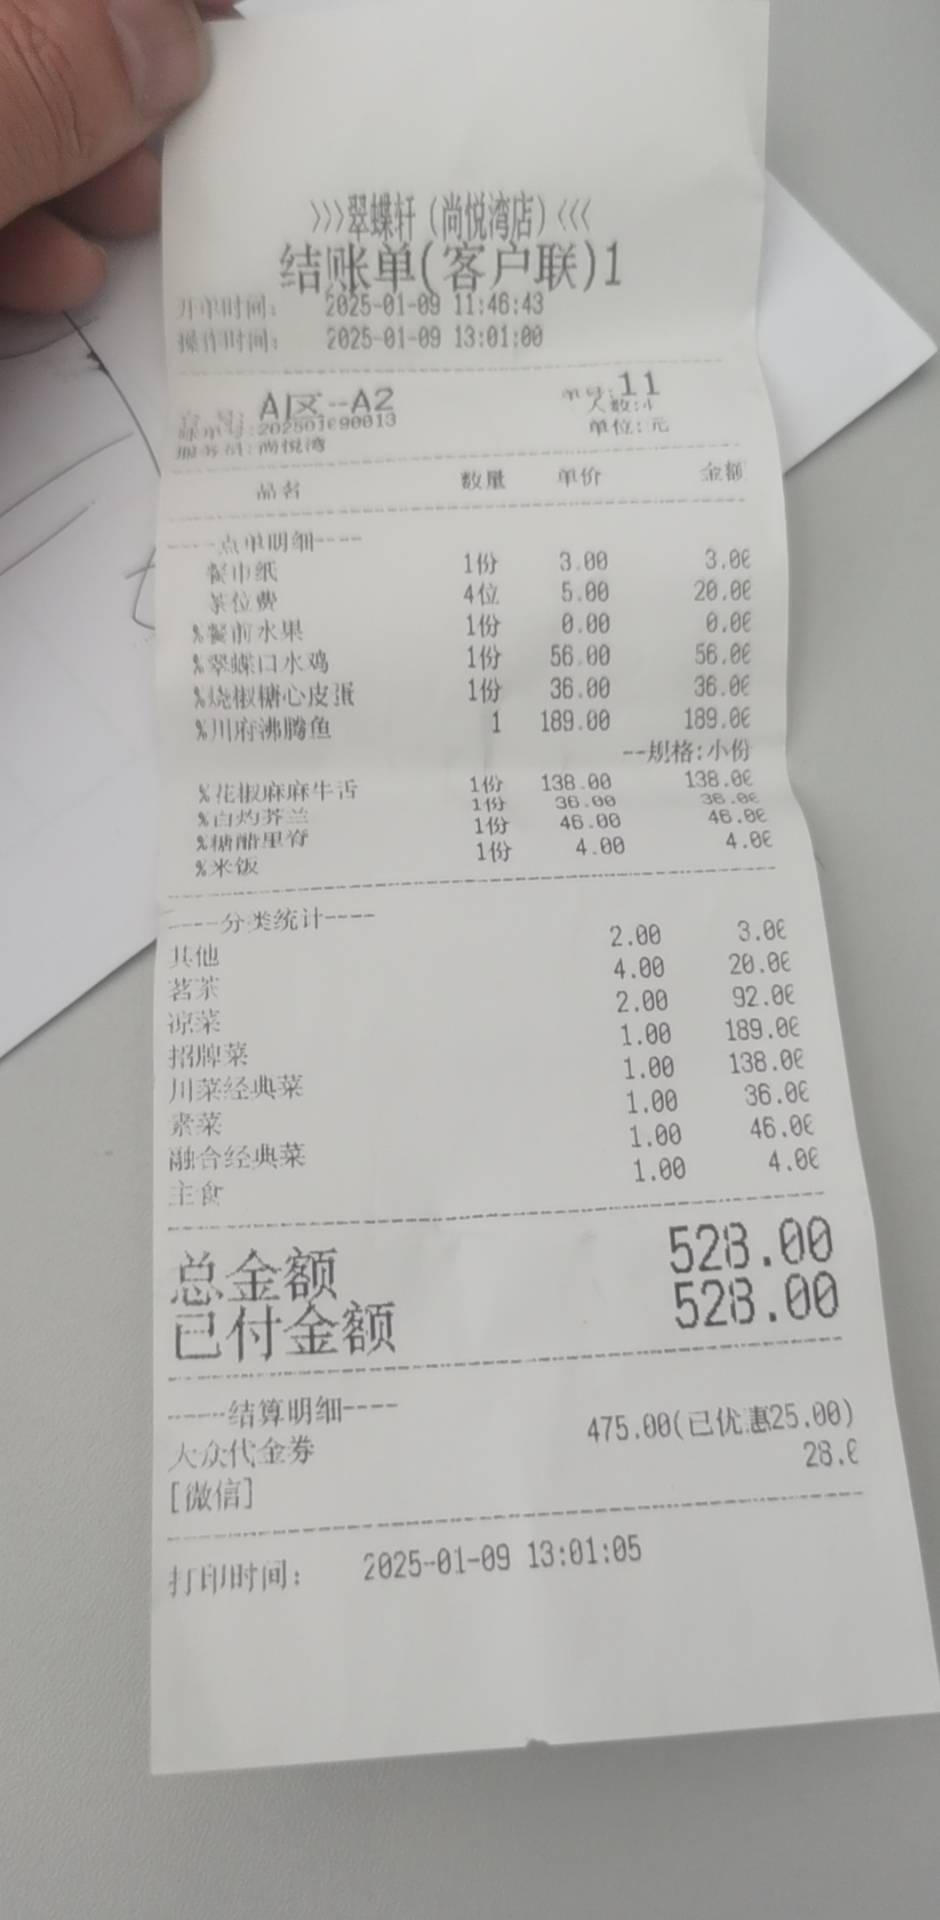 >>>翠蝶轩（尚悦湾店）<<<
结账单(客户联)1
开单时间： 2025-01-09 11:46:43
操作时间： 2025-01-09 13:01:00
A区--A2 单号:11
人数:4
202501090013
服务员:尚悦湾 单位:元
品名 数量 单价 金额
----点单明细----
餐巾纸 1份 3.00 3.00
茶位费 4位 5.00 20.00
%餐前水果 1份 0.00 0.00
%翠蝶口水鸡 1份 56.00 56.00
%烧椒糖心皮蛋 1份 36.00 36.00
%川府沸腾鱼 1 189.00 189.00
--规格:小份
%花椒麻麻牛舌 1份 138.00 138.00
%白灼芥兰 1份 36.00 36.00
%糖醋里脊 1份 46.00 46.00
%米饭 1份 4.00 4.00
----分类统计----
其他 2.00 3.00
茗茶 4.00 20.00
凉菜 2.00 92.00
招牌菜 1.00 189.00
川菜经典菜 1.00 138.00
素菜 1.00 36.00
融合经典菜 1.00 46.00
主食 1.00 4.00
总金额 528.00
已付金额 528.00
----结算明细----
大众代金券 475.00(已优惠25.00)
[微信] 28.0
打印时间： 2025-01-09 13:01:05